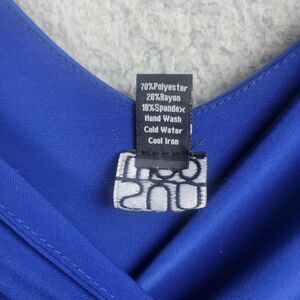 70%Polyester
20%Rayon
10%Spandex
Hand Wash
Cold Water
Cool Iron